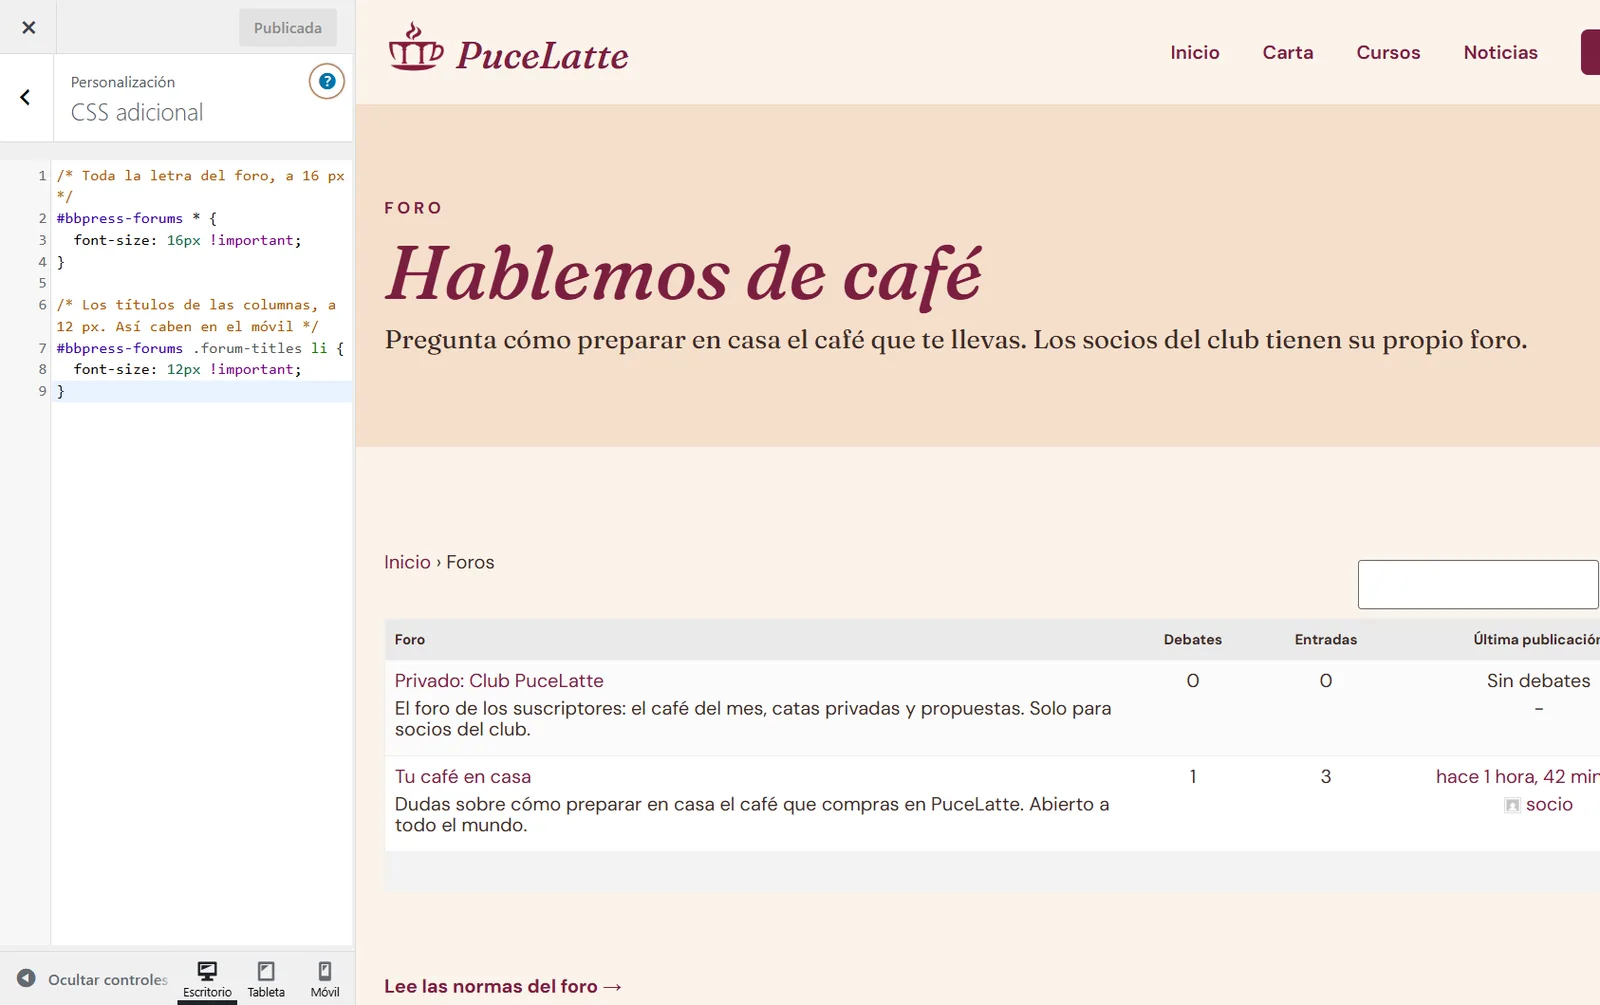 Publicada
Personalización
CSS adicional
?
1 /* Toda la letra del foro, a 16 px
*/
2 #bbpress-forums * {
3 font-size: 16px !important;
4 }
5
6 /* Los títulos de las columnas, a
12 px. Así caben en el móvil */
7 #bbpress-forums .forum-titles li {
8 font-size: 12px !important;
9 }
Ocultar controles
Escritorio
Tableta
Móvil
PuceLatte
Inicio
Carta
Cursos
Noticias
FORO
Hablemos de café
Pregunta cómo preparar en casa el café que te llevas. Los socios del club tienen su propio foro.
Inicio › Foros
Foro Debates Entradas Última publicación
Privado: Club PuceLatte 0 0 Sin debates
El foro de los suscriptores: el café del mes, catas privadas y propuestas. Solo para -
socios del club.
Tu café en casa 1 3 hace 1 hora, 42 min
Dudas sobre cómo preparar en casa el café que compras en PuceLatte. Abierto a socio
todo el mundo.
Lee las normas del foro →